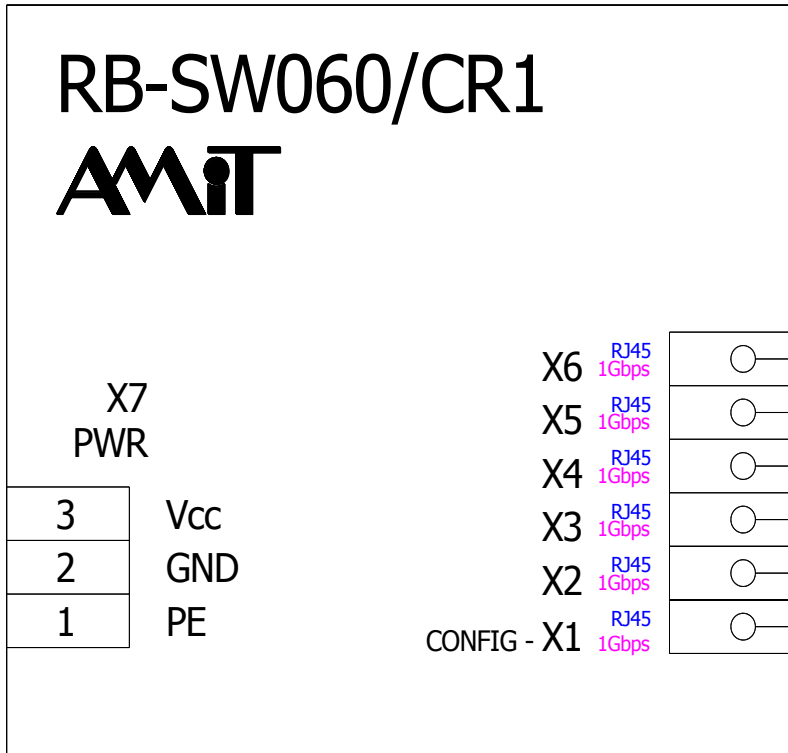 RB-SW060/CR1
AMiT
X7
PWR
3 Vcc
2 GND
1 PE
X6 RJ45
1Gbps
X5 RJ45
1Gbps
X4 RJ45
1Gbps
X3 RJ45
1Gbps
X2 RJ45
1Gbps
CONFIG - X1 RJ45
1Gbps